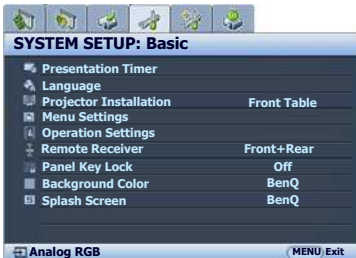 SYSTEM SETUP: Basic
Presentation Timer
Language
Projector Installation Front Table
Menu Settings
Operation Settings
Remote Receiver Front+Rear
Panel Key Lock Off
Background Color BenQ
Splash Screen BenQ
Analog RGB MENU Exit